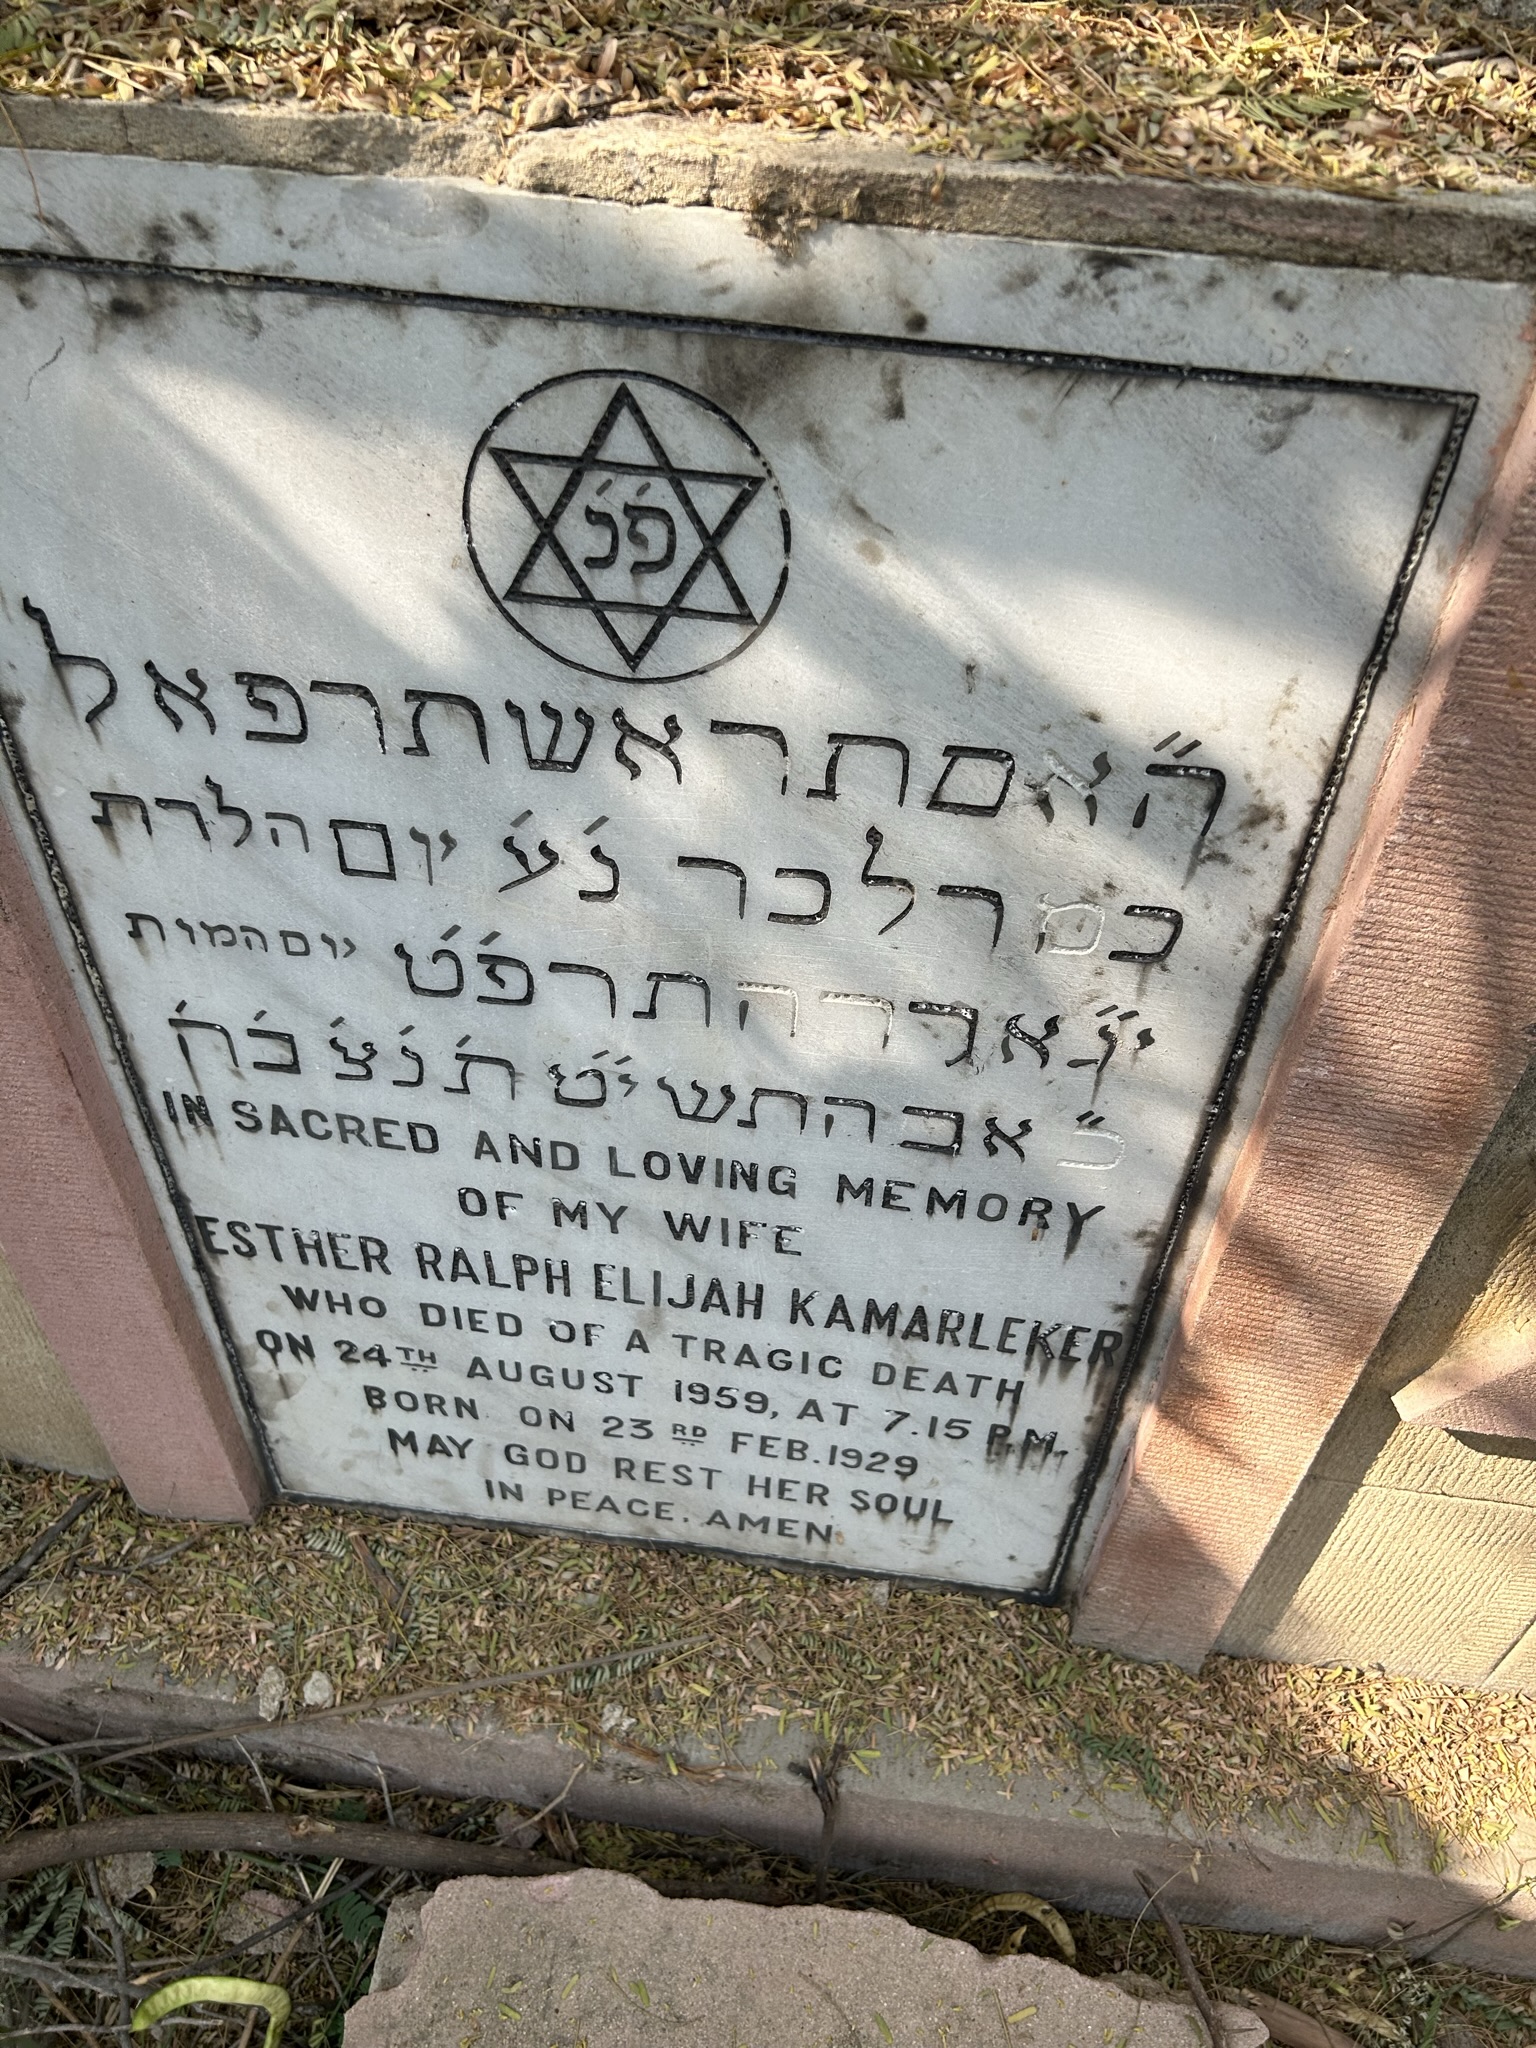 פ׳נ׳
ה״ אסתר אשת רפאל
כמרלכר נ׳ע׳ יום הלרת
י״ג׳ אדר התרפ׳ט׳ יום המות
כ״ אב התשי״ט ת׳נ׳צ׳ב׳ה׳
IN SACRED AND LOVING MEMORY
OF MY WIFE
ESTHER RALPH ELIJAH KAMARLEKER
WHO DIED OF A TRAGIC DEATH
ON 24TH AUGUST 1959, AT 7.15 P.M.
BORN ON 23RD FEB. 1929
MAY GOD REST HER SOUL
IN PEACE. AMEN.